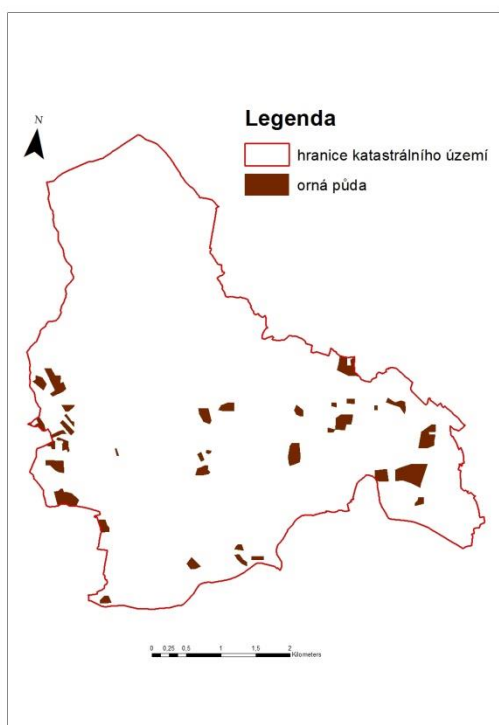 N
Legenda
hranice katastrálního území
orná půda
0 0,25 0,5 1 1,5 2
Kilometers